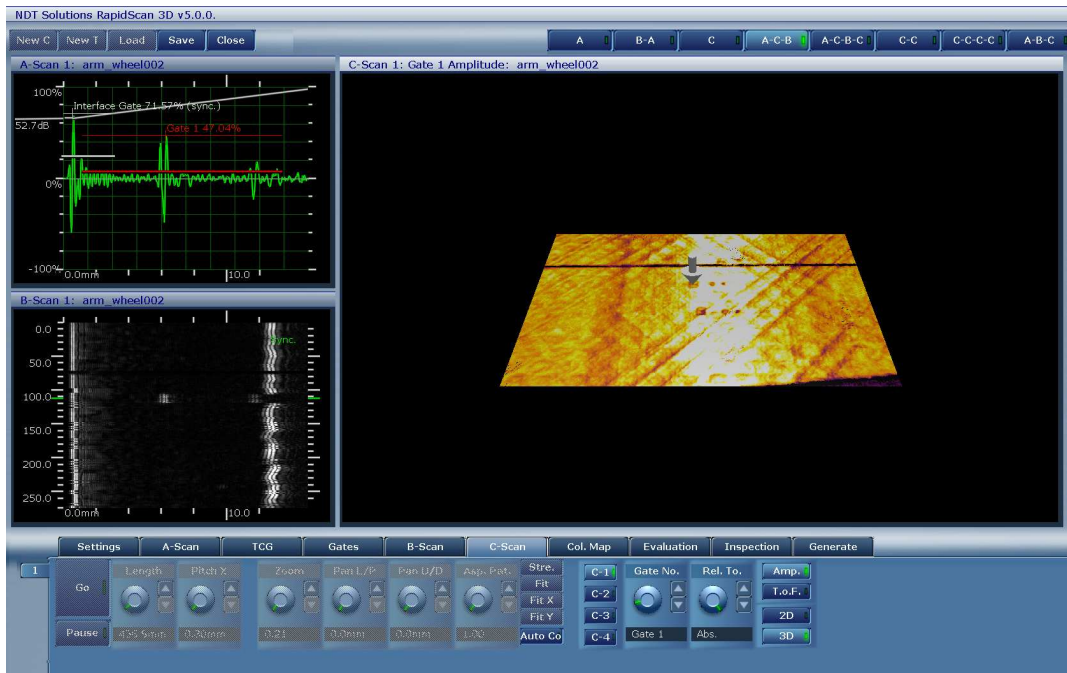 NDT Solutions RapidScan 3D v5.0.0.
New C New T Load Save Close A B-A C A-C-B A-C-B-C C-C C-C-C-C A-B-C
A-Scan 1: arm_wheel002
C-Scan 1: Gate 1 Amplitude: arm_wheel002
100%
Interface Gate 71.57% (sync.)
52.7dB
Gate 1 47.04%
0%
-100%
0.0mm 10.0
B-Scan 1: arm_wheel002
0.0
sync.
50.0
100.0
150.0
200.0
250.0
0.0mm 10.0
Settings A-Scan TCG Gates B-Scan C-Scan Col. Map Evaluation Inspection Generate
1
Go
Length Pitch X Zoom Pan L/P Pan U/D Asp. Rat.
Stre.
Fit
Fit X
Fit Y
Auto Co
C-1 Gate No. Rel. To. Amp.
C-2 T.o.F.
C-3 2D
C-4 Gate 1 Abs. 3D
Pause 0.30mm 0.21 0.0mm 0.0mm 1.00